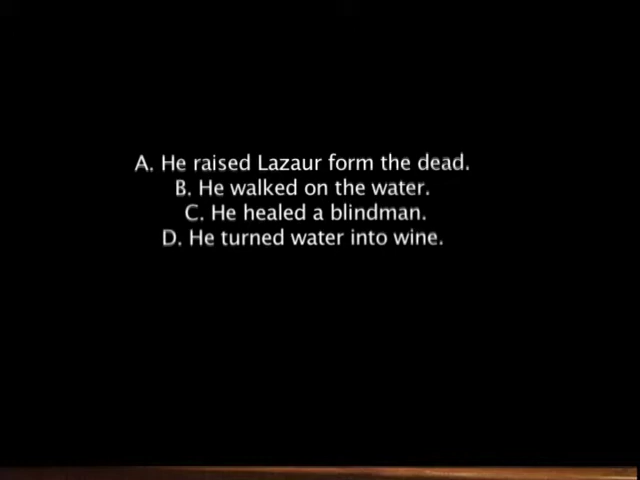 A. He raised Lazaur form the dead.
B. He walked on the water.
C. He healed a blindman.
D. He turned water into wine.